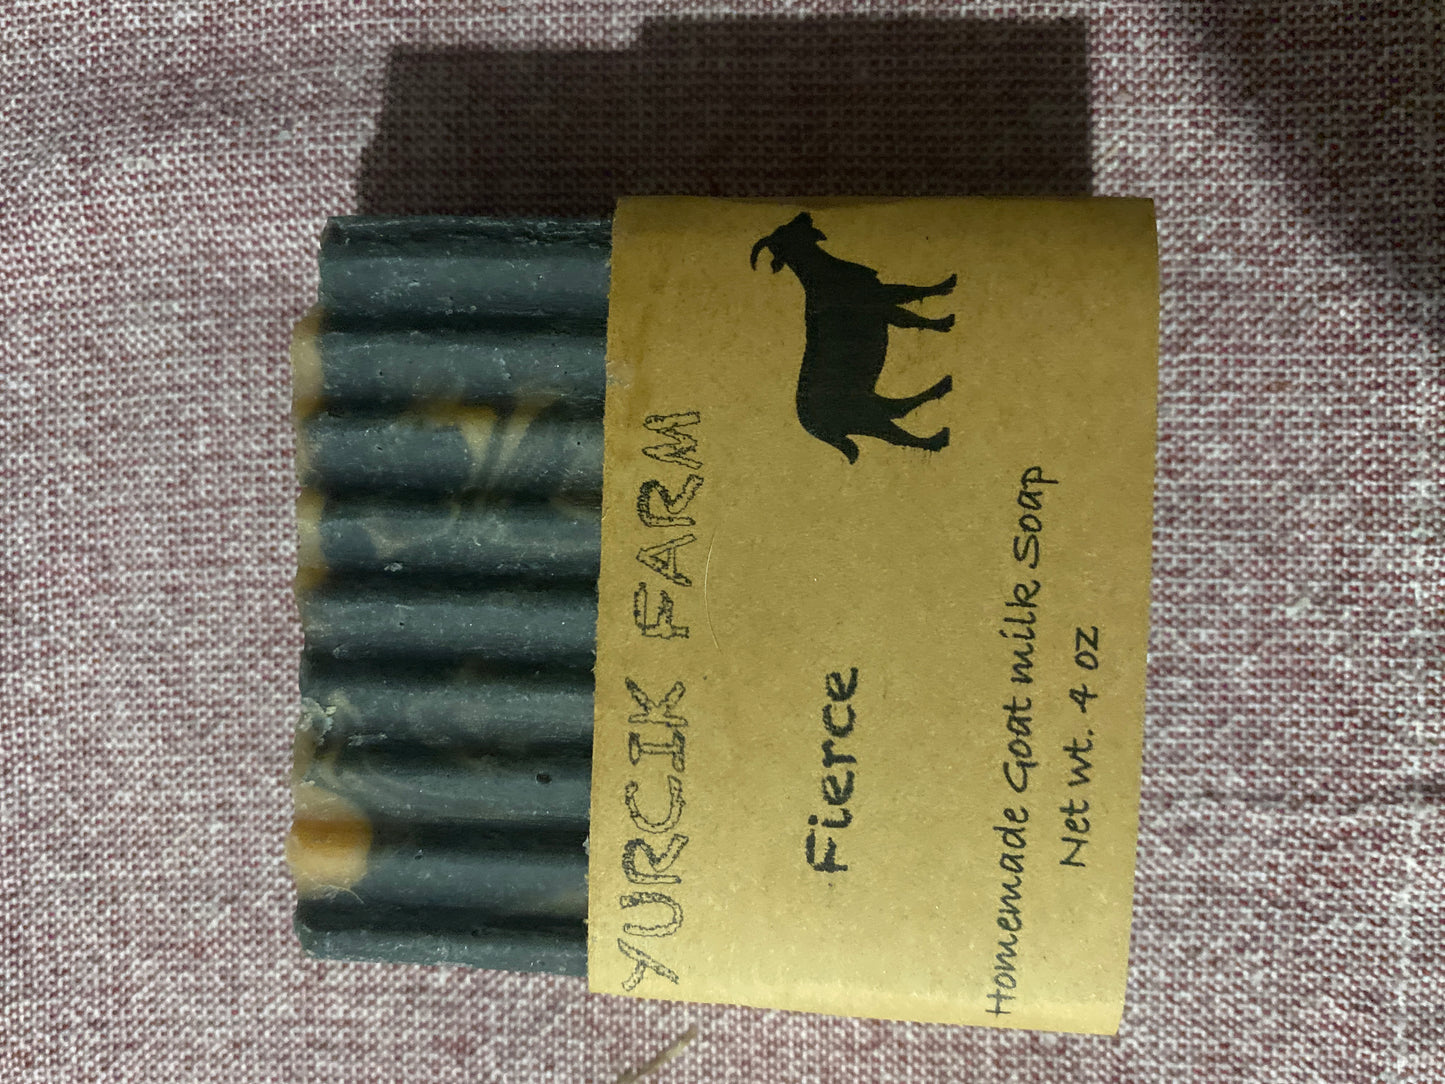 YURCIK FARM
Fierce
Homemade Goat milk Soap
Net wt. 4 oz